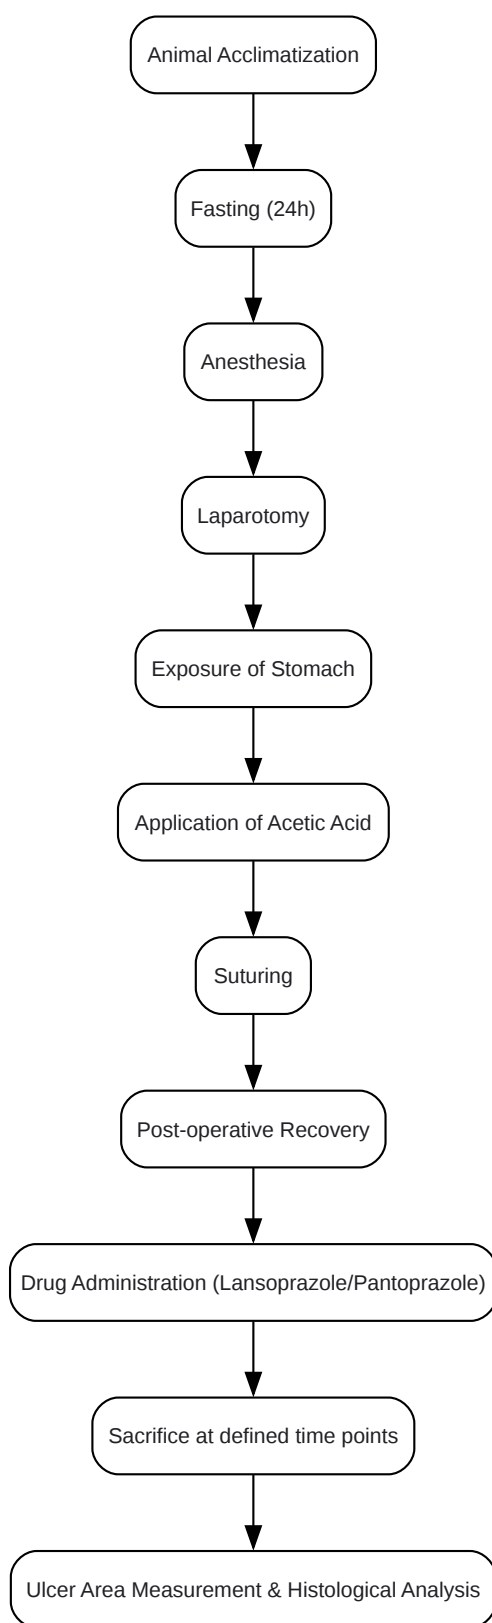 Animal Acclimatization
Fasting (24h)
Anesthesia
Laparotomy
Exposure of Stomach
Application of Acetic Acid
Suturing
Post-operative Recovery
Drug Administration (Lansoprazole/Pantoprazole)
Sacrifice at defined time points
Ulcer Area Measurement & Histological Analysis